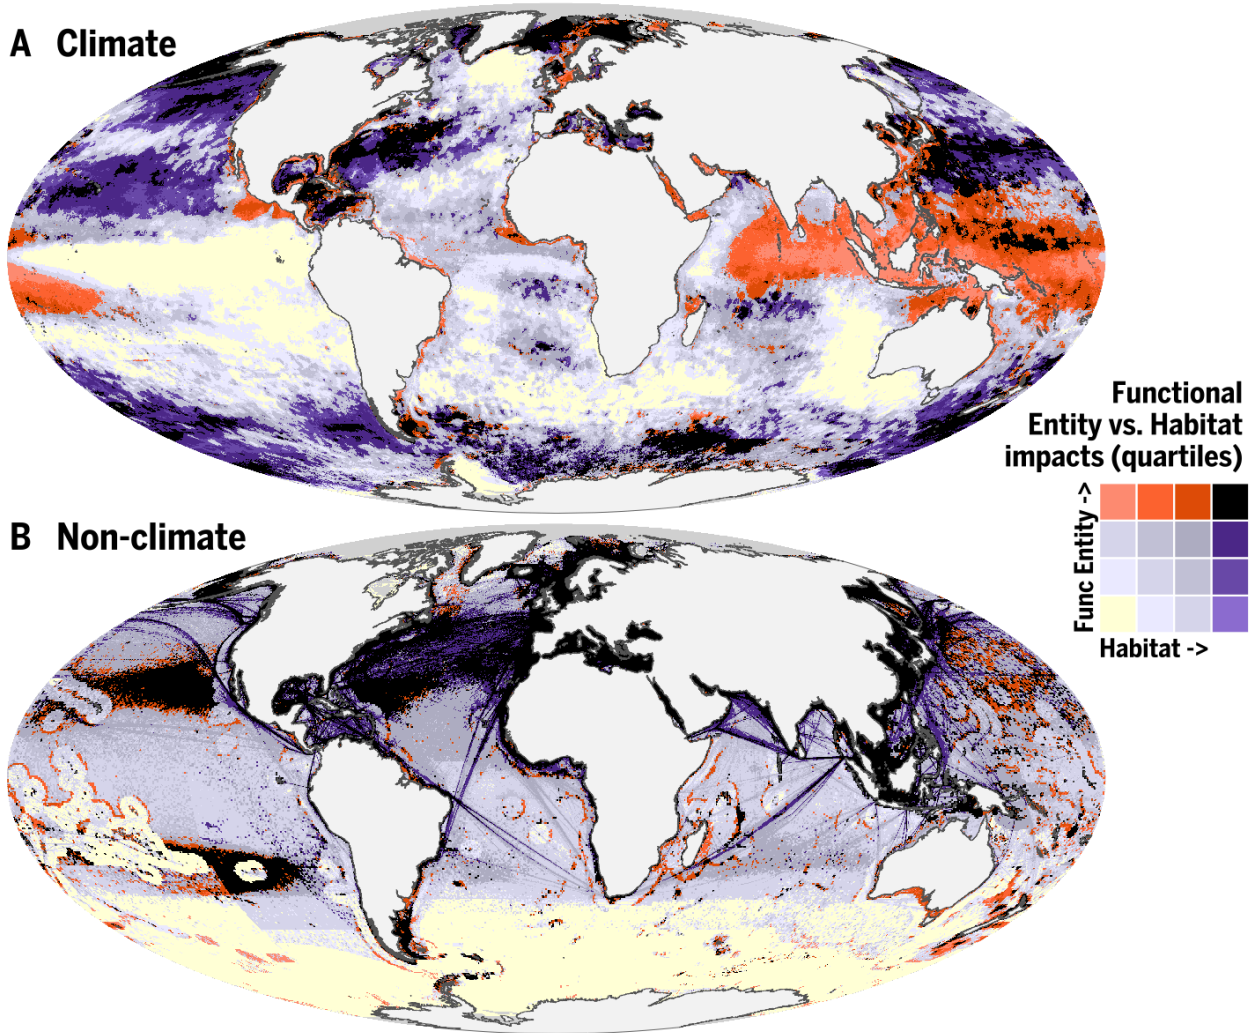 A Climate
Functional
Entity vs. Habitat
impacts (quartiles)
Func Entity ->
Habitat ->
B Non-climate